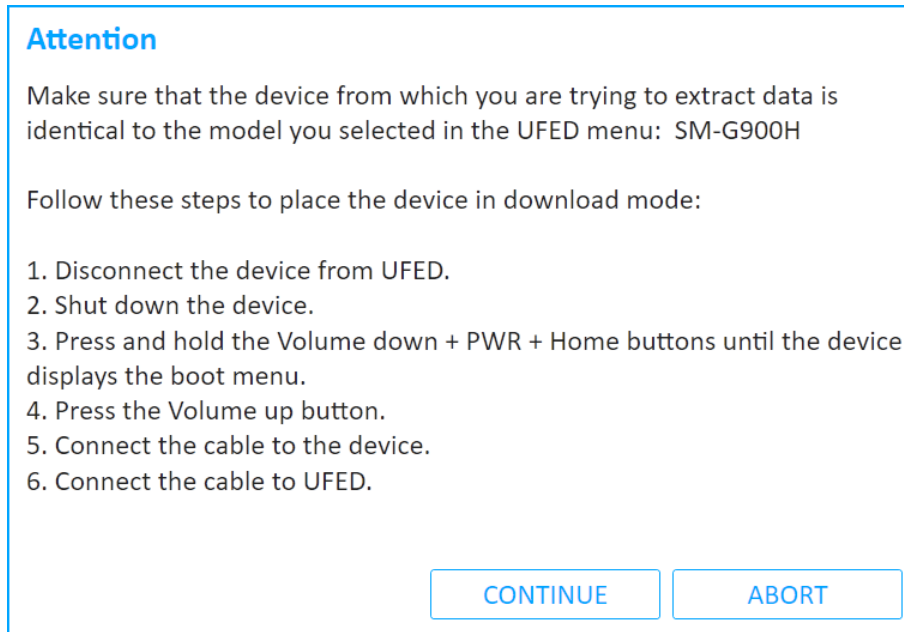 Attention
Make sure that the device from which you are trying to extract data is
identical to the model you selected in the UFED menu:  SM-G900H
Follow these steps to place the device in download mode:
1. Disconnect the device from UFED.
2. Shut down the device.
3. Press and hold the Volume down + PWR + Home buttons until the device
displays the boot menu.
4. Press the Volume up button.
5. Connect the cable to the device.
6. Connect the cable to UFED.
CONTINUE ABORT